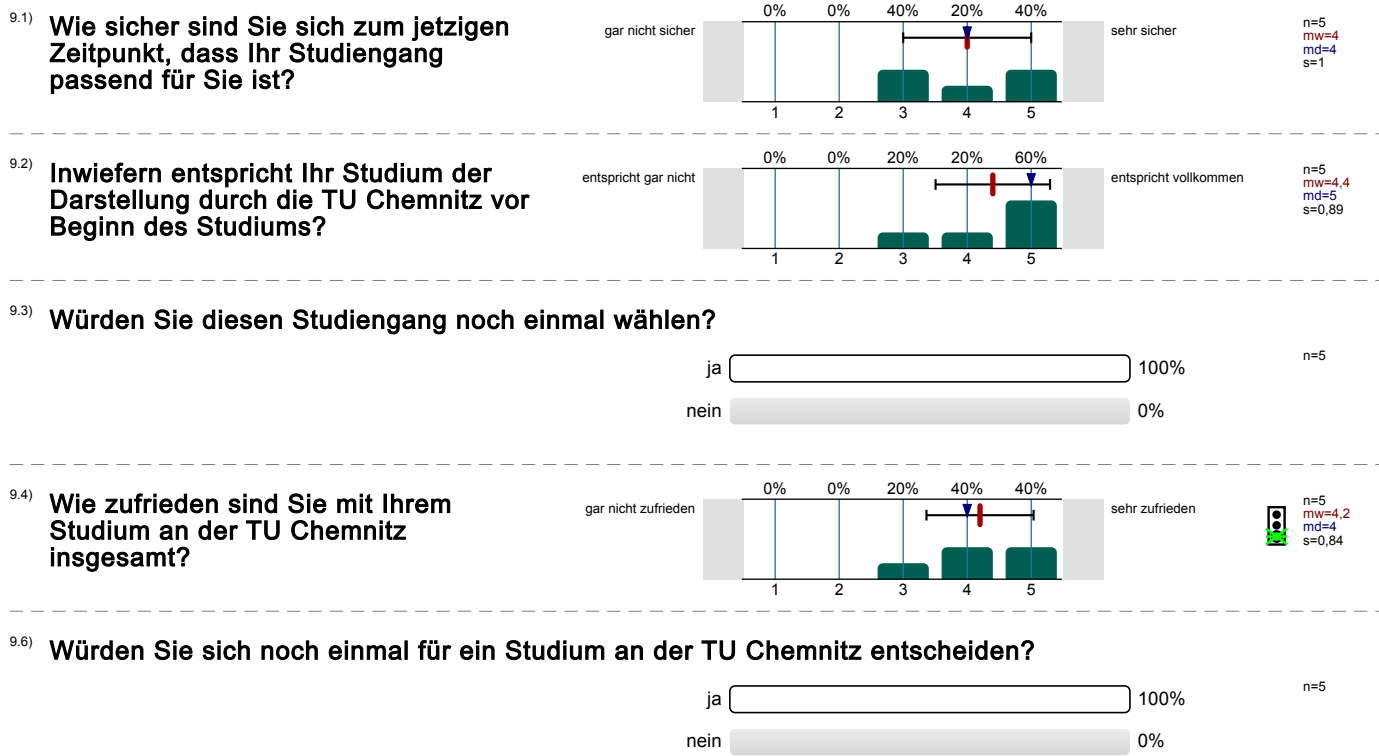 9.1) Wie sicher sind Sie sich zum jetzigen
Zeitpunkt, dass Ihr Studiengang
passend für Sie ist?
gar nicht sicher
0% 0% 40% 20% 40%
sehr sicher
1 2 3 4 5
n=5
mw=4
md=4
s=1
9.2) Inwiefern entspricht Ihr Studium der
Darstellung durch die TU Chemnitz vor
Beginn des Studiums?
entspricht gar nicht
0% 0% 20% 20% 60%
entspricht vollkommen
1 2 3 4 5
n=5
mw=4,4
md=5
s=0,89
9.3) Würden Sie diesen Studiengang noch einmal wählen?
ja 100%
nein 0%
n=5
9.4) Wie zufrieden sind Sie mit Ihrem
Studium an der TU Chemnitz
insgesamt?
gar nicht zufrieden
0% 0% 20% 40% 40%
sehr zufrieden
1 2 3 4 5
n=5
mw=4,2
md=4
s=0,84
9.6) Würden Sie sich noch einmal für ein Studium an der TU Chemnitz entscheiden?
ja 100%
nein 0%
n=5